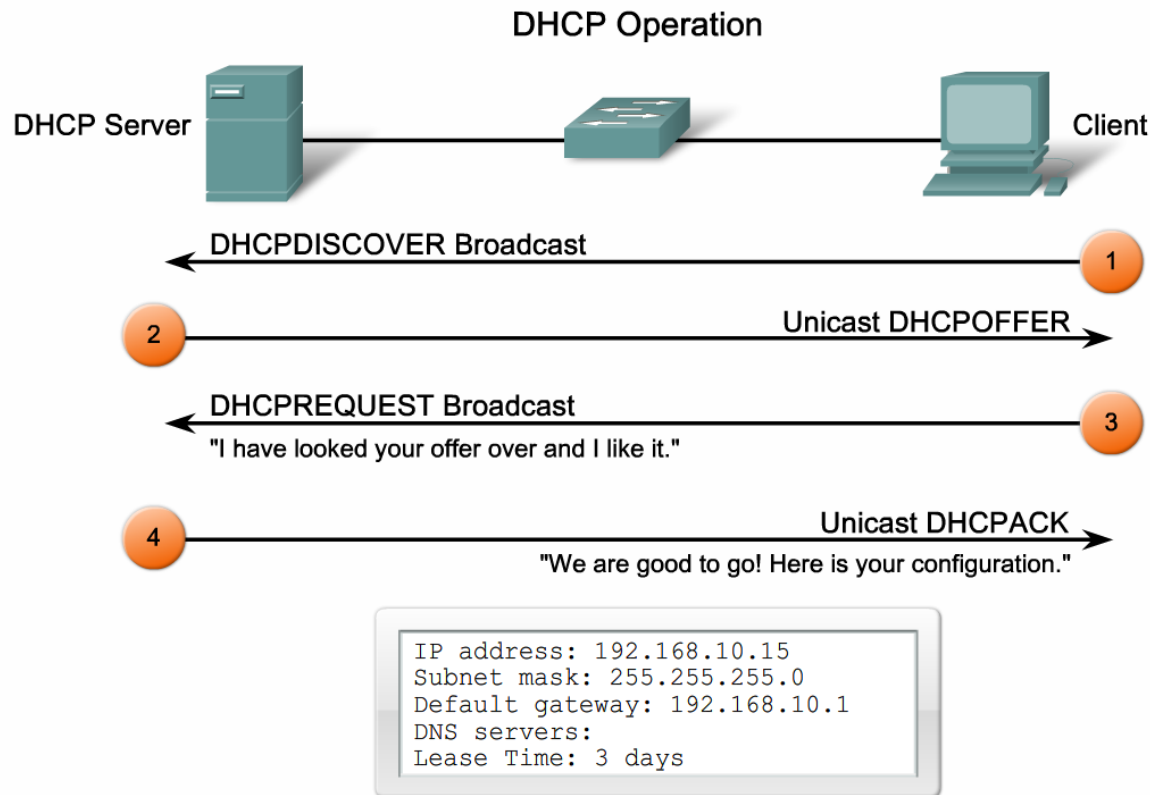 DHCP Operation
DHCP Server
Client
DHCPDISCOVER Broadcast
1
2
Unicast DHCPOFFER
DHCPREQUEST Broadcast
3
"I have looked your offer over and I like it."
4
Unicast DHCPACK
"We are good to go! Here is your configuration."
IP address: 192.168.10.15
Subnet mask: 255.255.255.0
Default gateway: 192.168.10.1
DNS servers:
Lease Time: 3 days